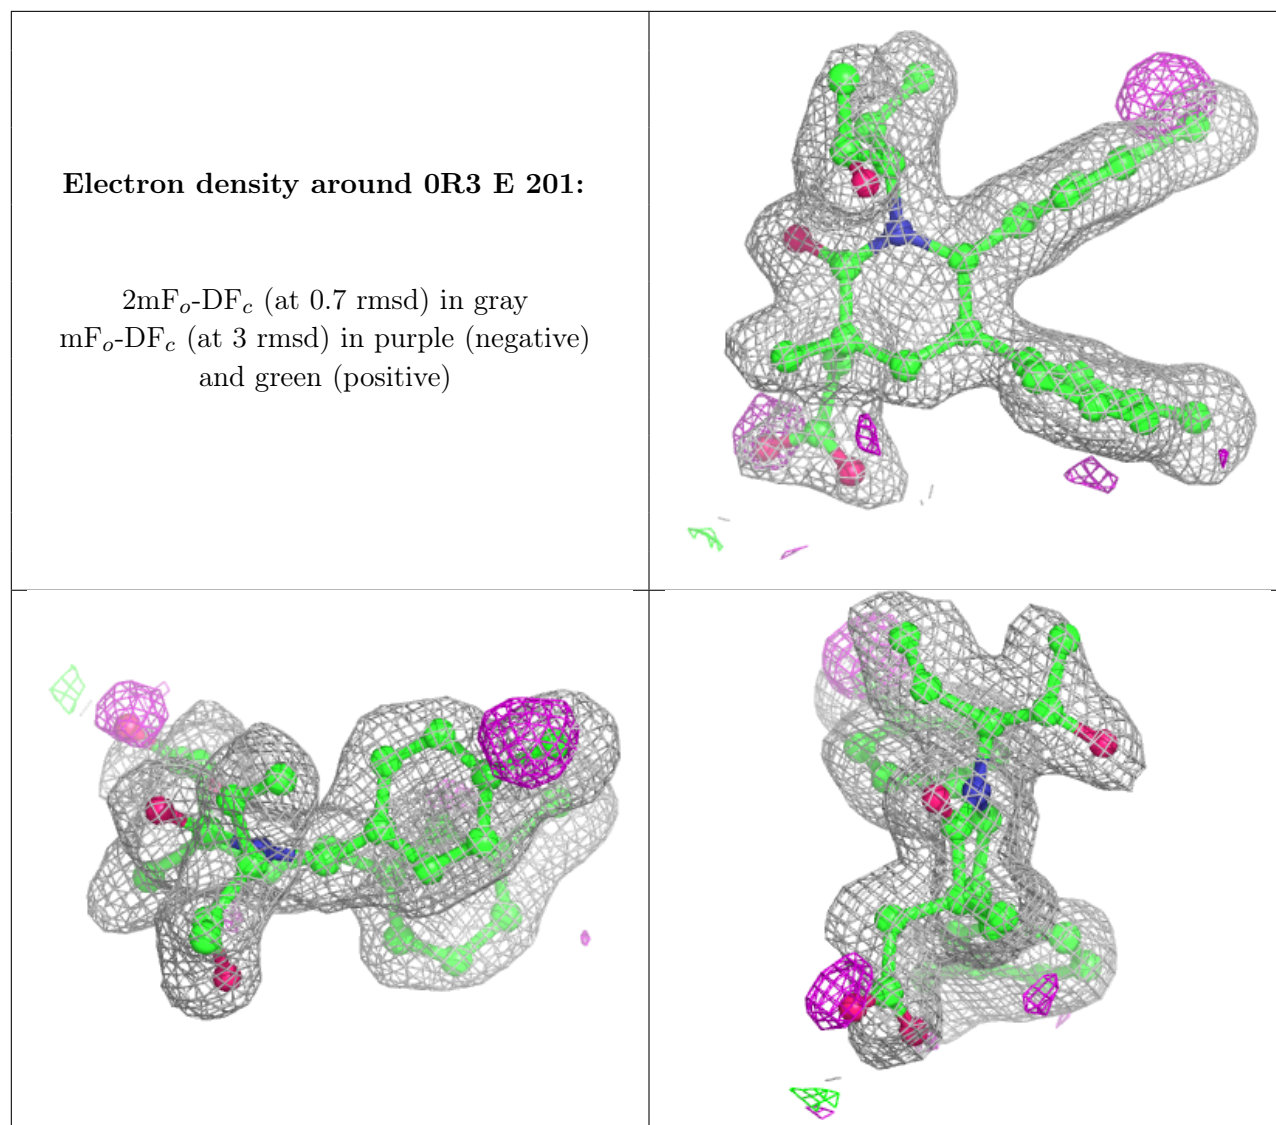 Electron density around 0R3 E 201:
2mFo-DFc (at 0.7 rmsd) in gray
mFo-DFc (at 3 rmsd) in purple (negative)
and green (positive)